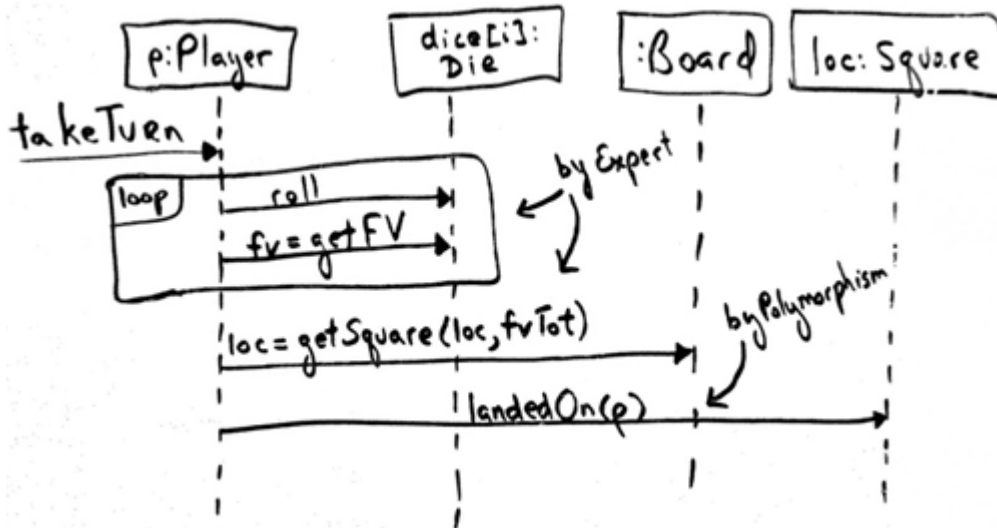 p:Player
dice[i]:
Die
:Board
loc: Square
takeTurn
loop
roll
fv = getFV
by Expert
loc = getSquare(loc, fvTot)
by Polymorphism
landedOn(p)